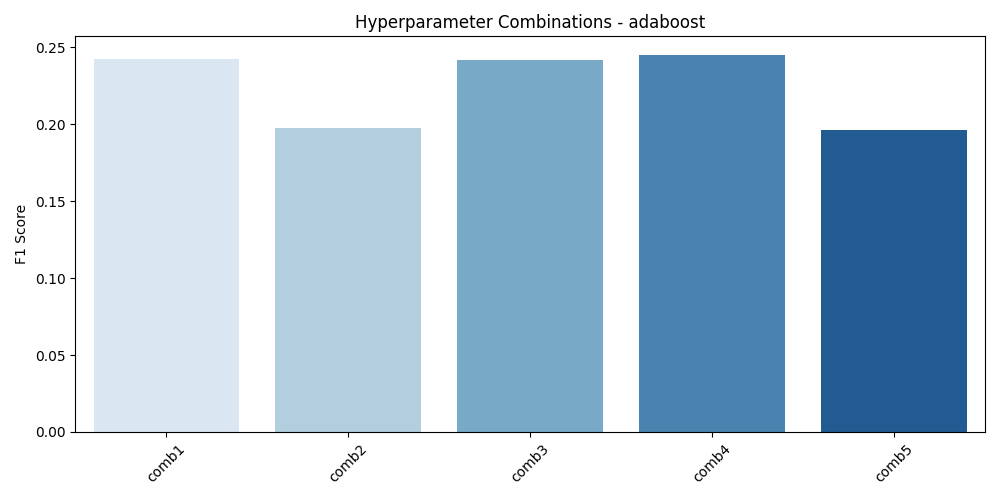 Hyperparameter Combinations - adaboost
F1 Score
0.25
0.20
0.15
0.10
0.05
0.00
comb1
comb2
comb3
comb4
comb5